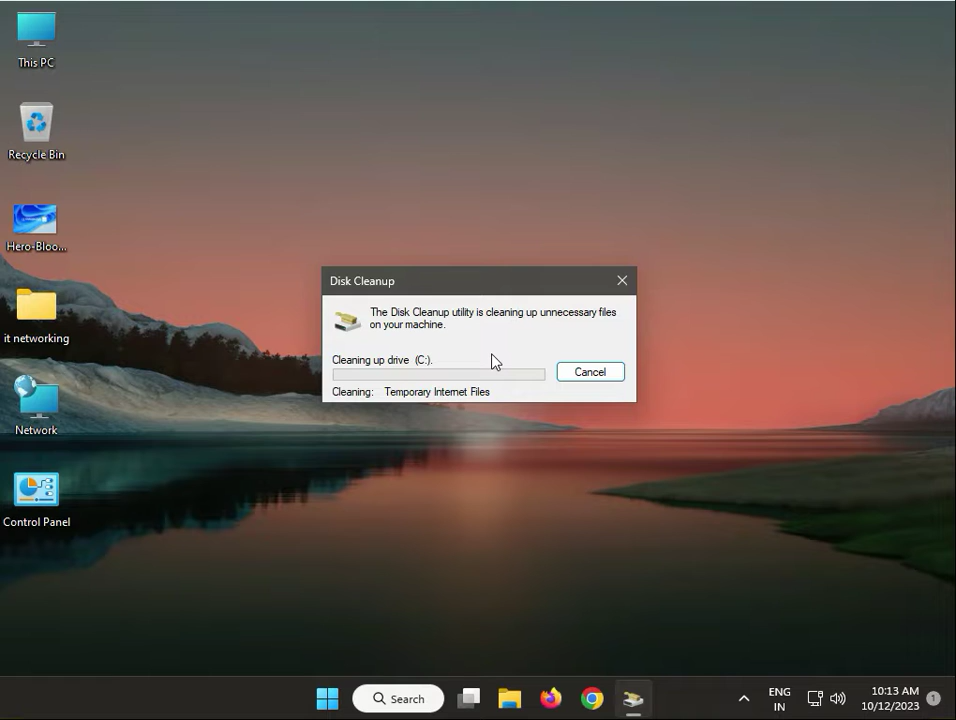 This PC
Recycle Bin
Hero-Bloo...
it networking
Network
Control Panel
Disk Cleanup
The Disk Cleanup utility is cleaning up unnecessary files
on your machine.
Cleaning up drive (C:).
Cancel
Cleaning: Temporary Internet Files
Search
ENG
IN
10:13 AM
10/12/2023
1